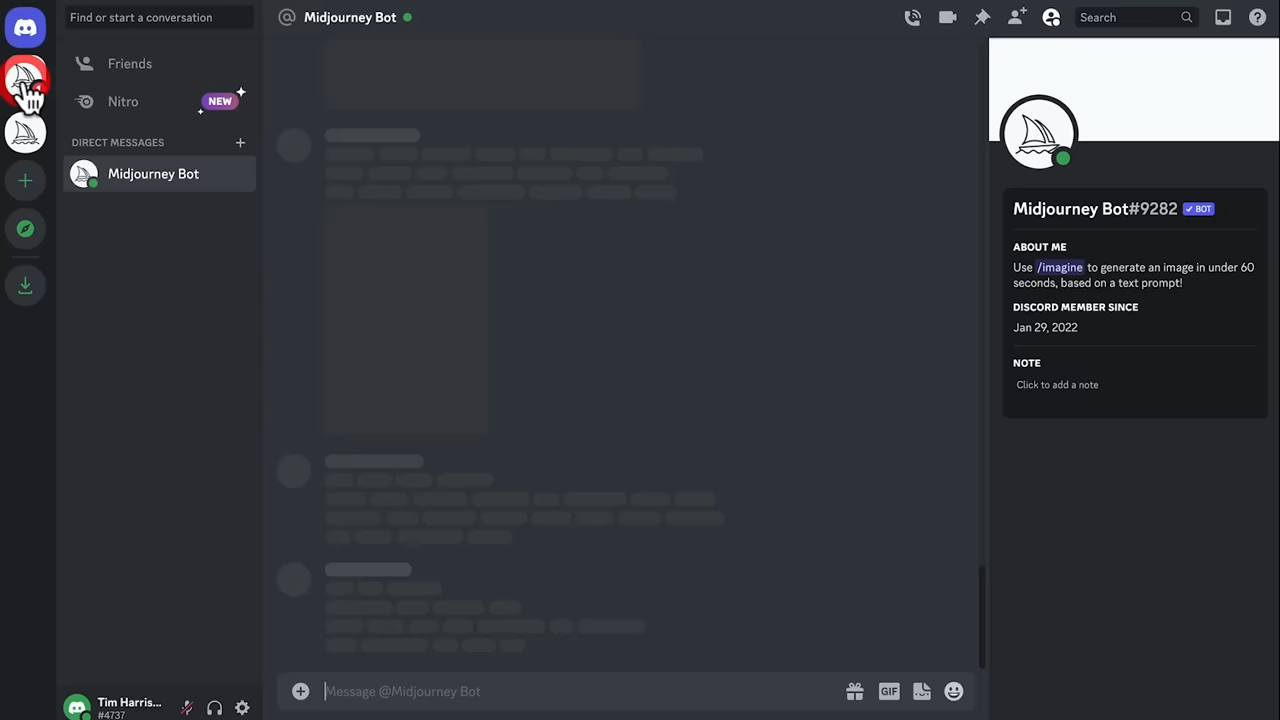 Find or start a conversation
Friends
Nitro
NEW
DIRECT MESSAGES
Midjourney Bot
Tim Harris...
#4737
Midjourney Bot
Search
Message @Midjourney Bot
GIF
Midjourney Bot#9282
BOT
ABOUT ME
Use /imagine to generate an image in under 60
seconds, based on a text prompt!
DISCORD MEMBER SINCE
Jan 29, 2022
NOTE
Click to add a note